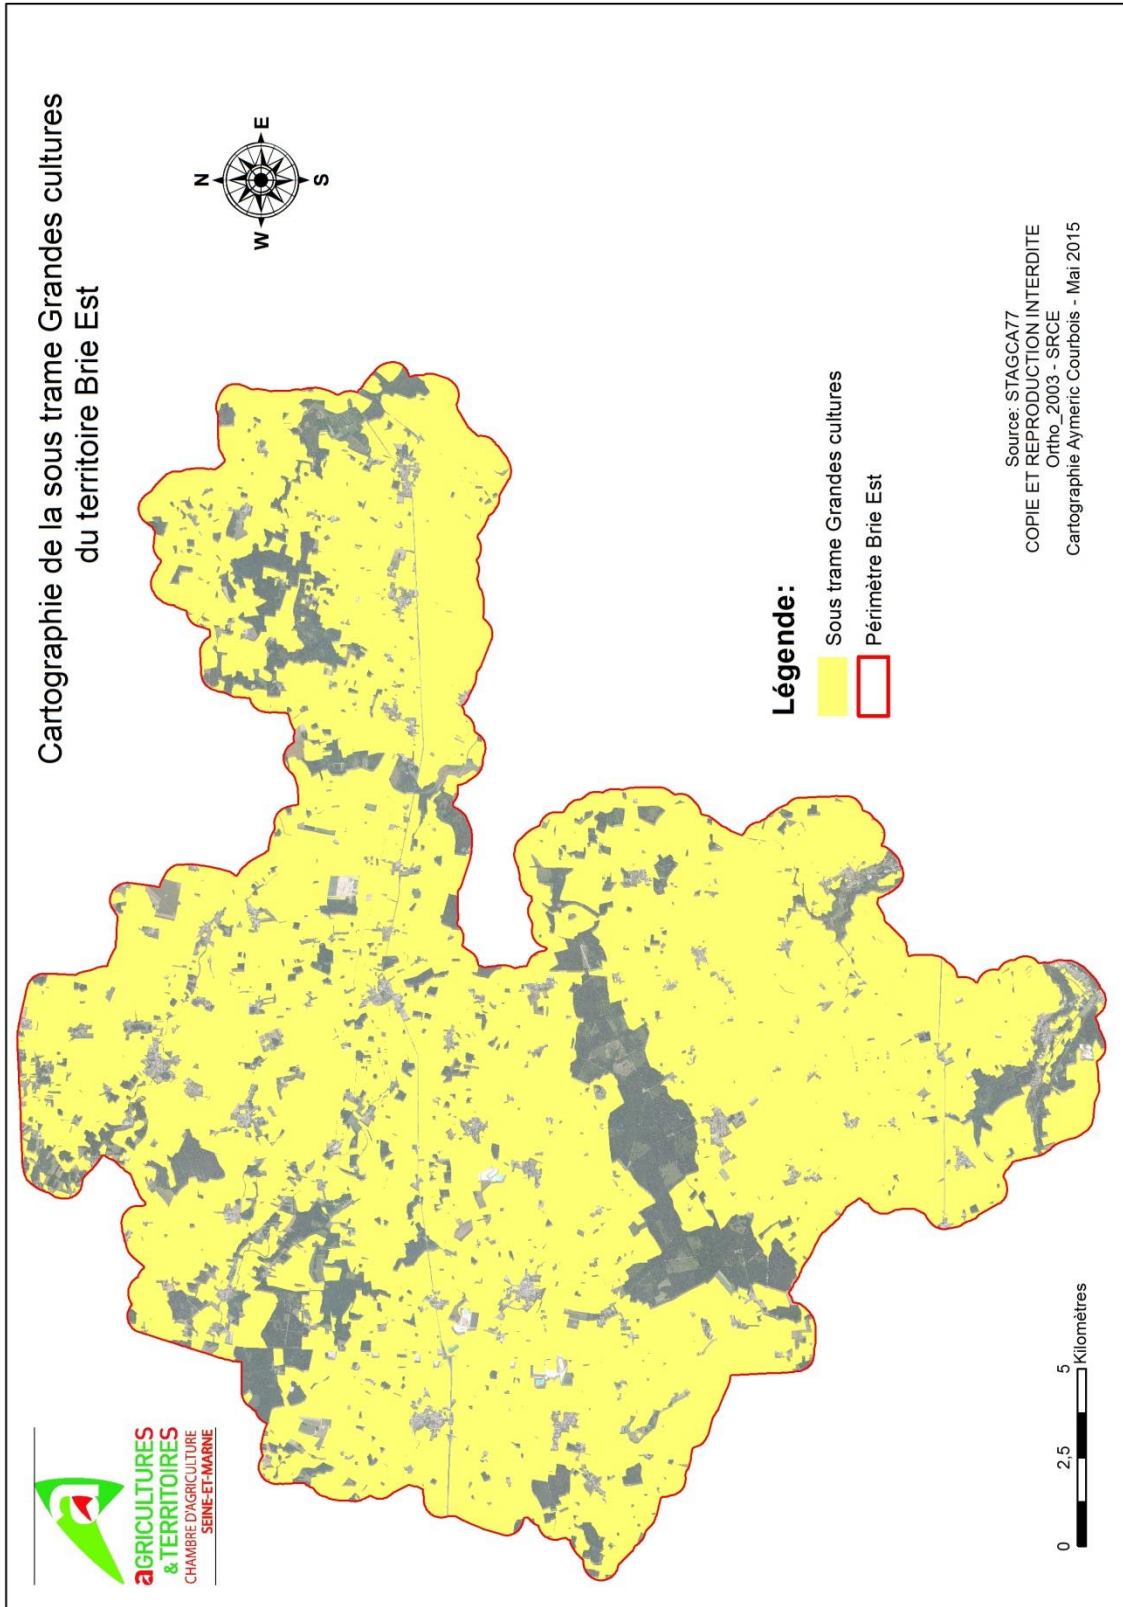 Cartographie de la sous trame Grandes cultures
du territoire Brie Est
N
W
E
S
aGRICULTURES
& TERRITOIRES
CHAMBRE D'AGRICULTURE
SEINE-ET-MARNE
Légende:
Sous trame Grandes cultures
Périmètre Brie Est
0 2,5 5
Kilomètres
Source: STAGCA77
COPIE ET REPRODUCTION INTERDITE
Ortho_2003 - SRCE
Cartographie Aymeric Courbois - Mai 2015